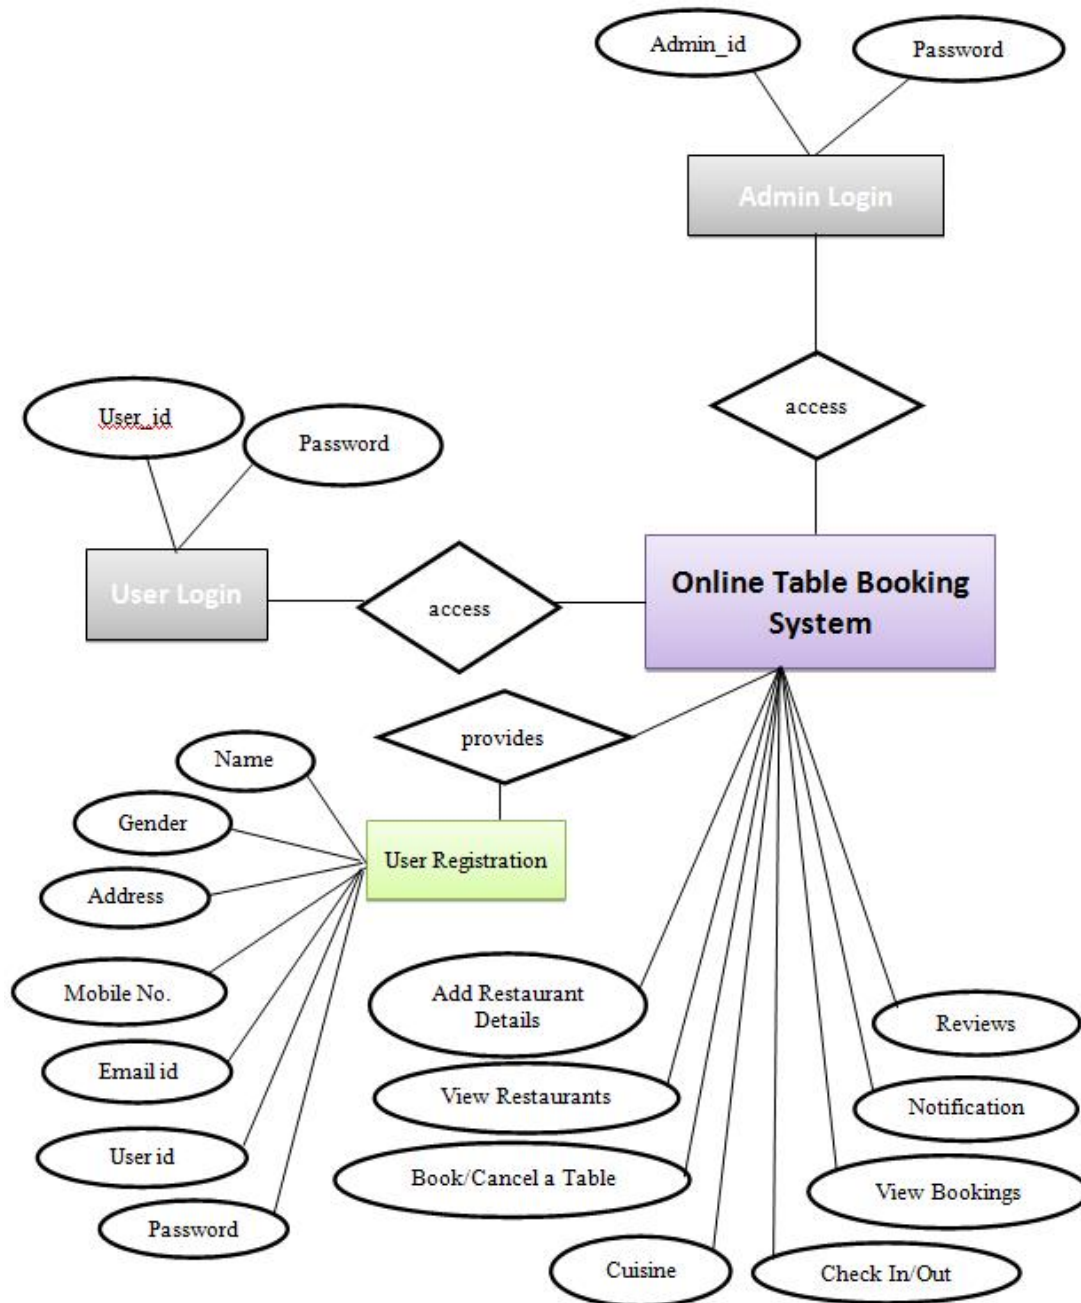 Admin_id
Password
Admin Login
access
User_id
Password
User Login
access
Online Table Booking
System
provides
Name
Gender
Address
Mobile No.
Email id
User id
Password
User Registration
Add Restaurant
Details
View Restaurants
Book/Cancel a Table
Cuisine
Check In/Out
View Bookings
Notification
Reviews